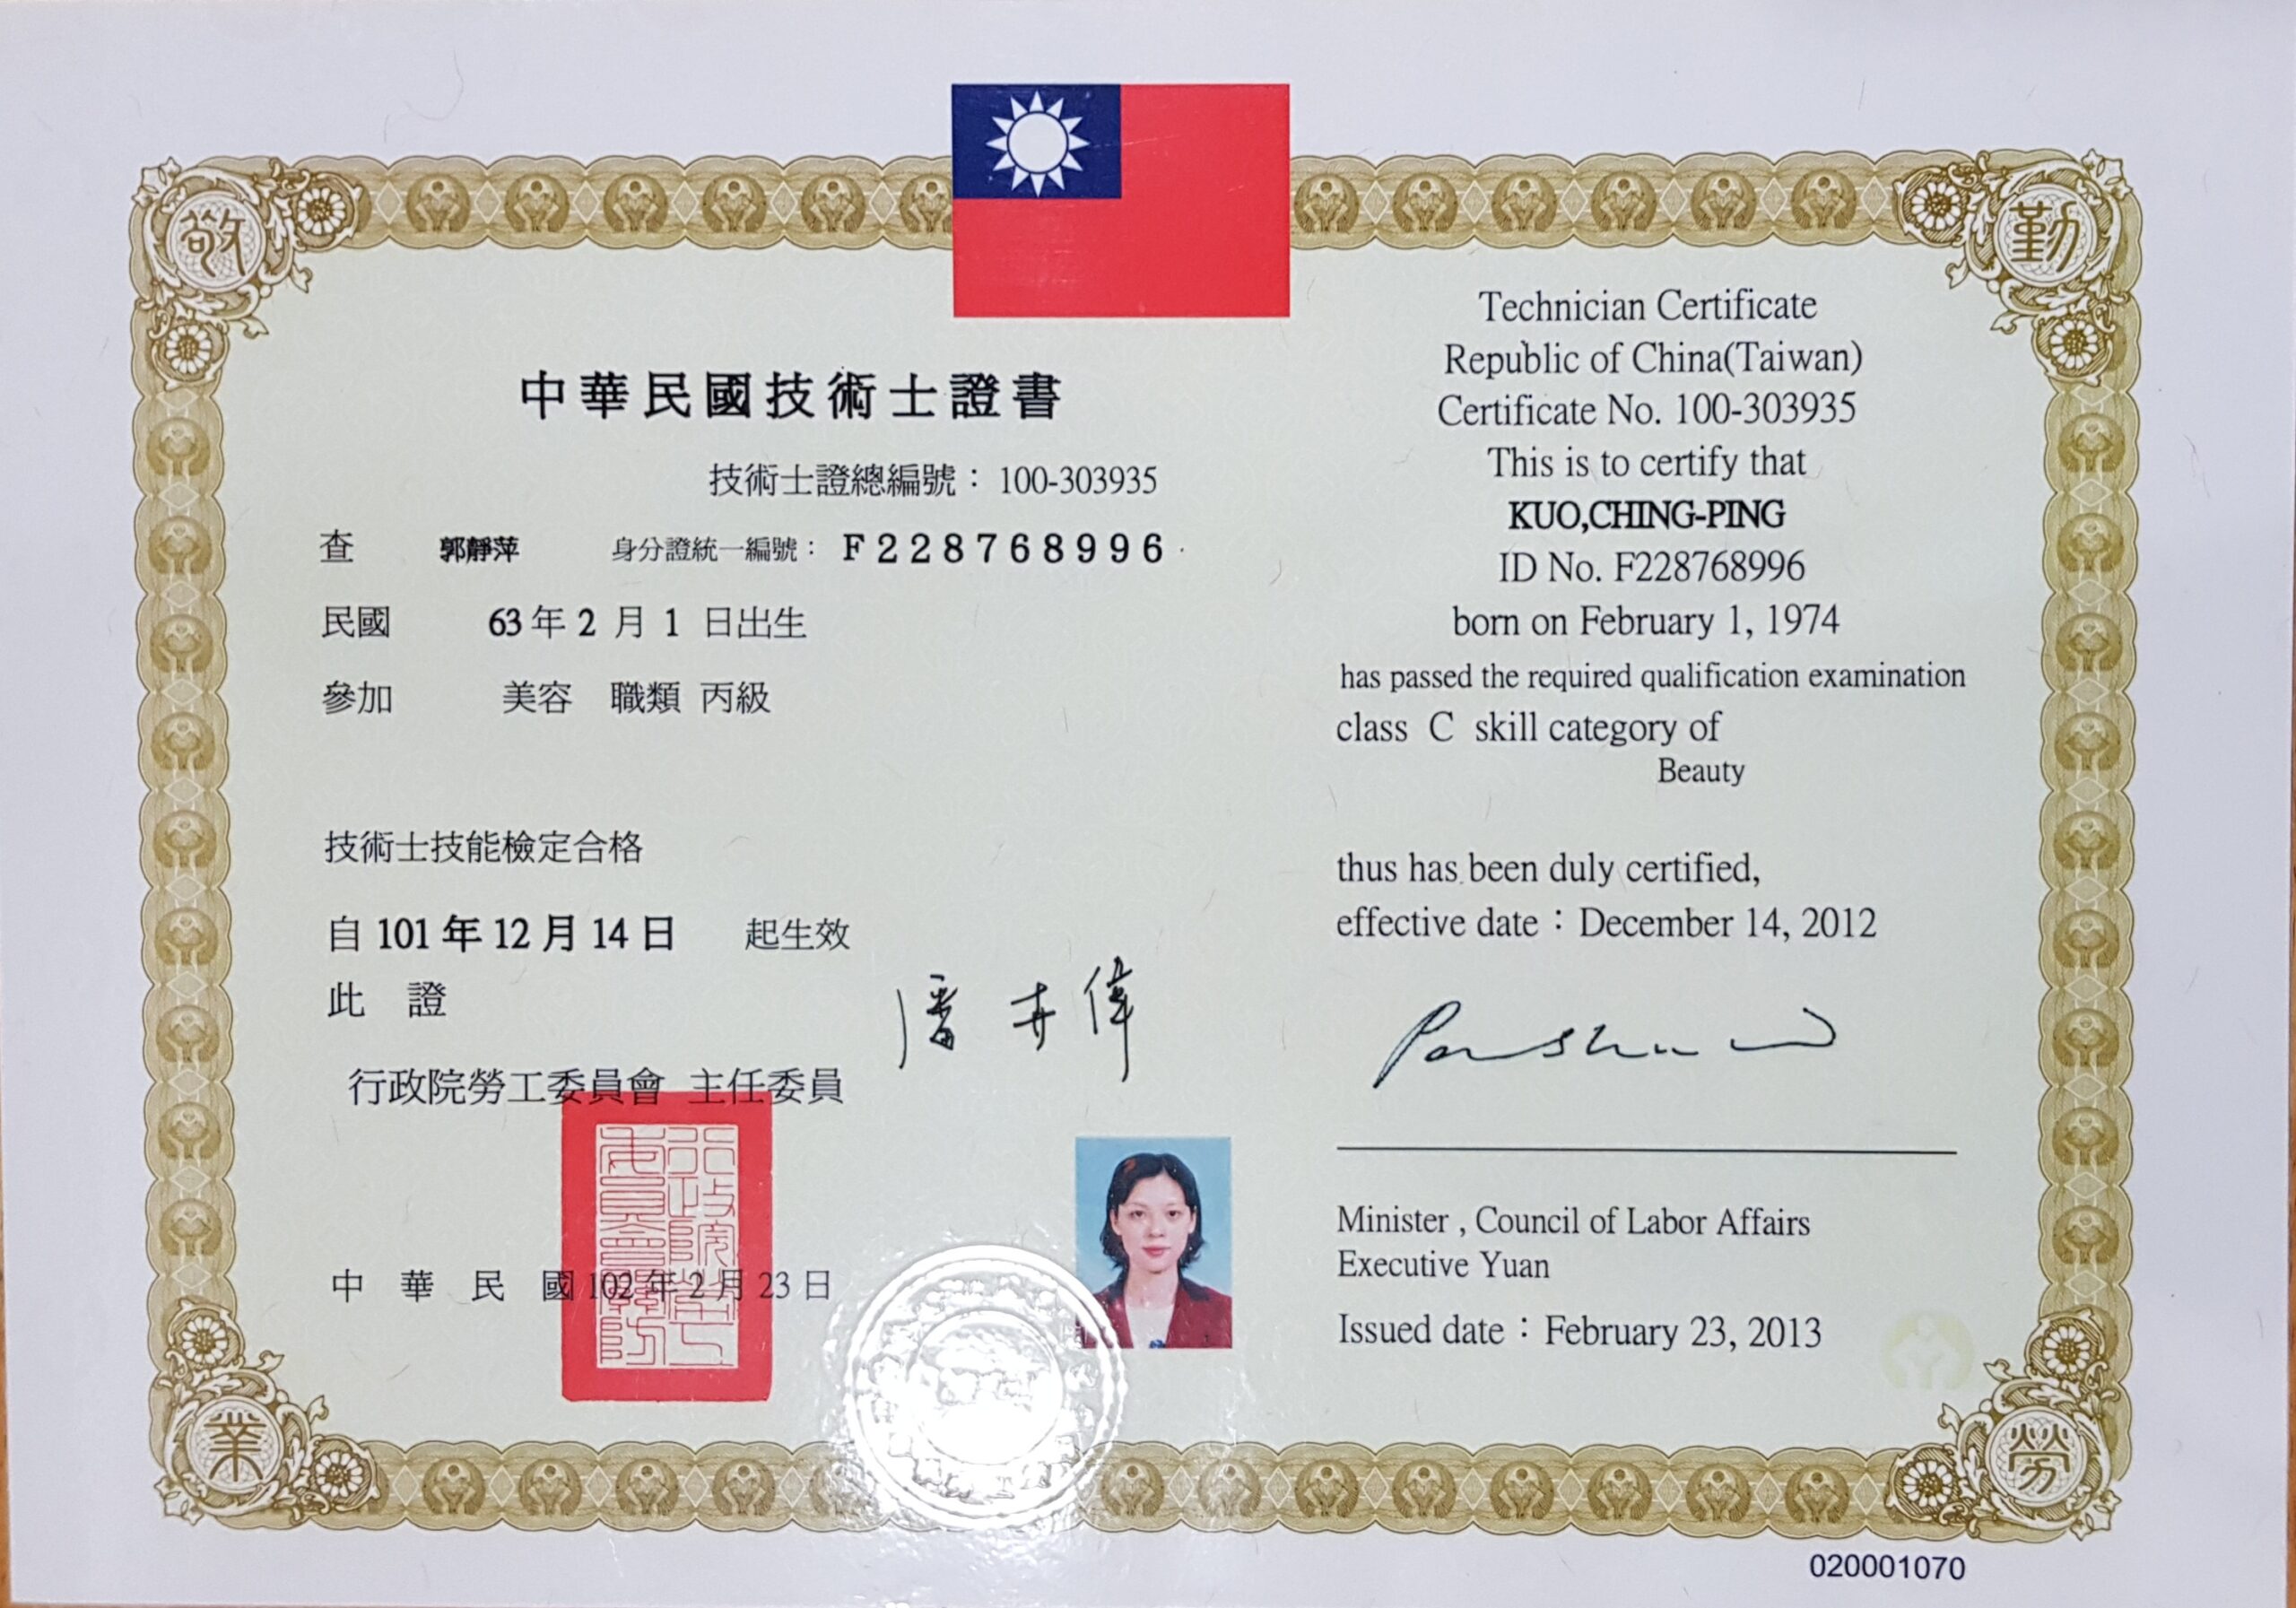 敬
勤
中華民國技術士證書
技術士證總編號：100-303935
查 郭靜萍 身分證統一編號：F228768996
民國 63年2月1日出生
參加 美容 職類 丙級
技術士技能檢定合格
自101年12月14日 起生效
此 證
行政院勞工委員會 主任委員
潘世偉
中華民國102年2月23日
Technician Certificate
Republic of China(Taiwan)
Certificate No. 100-303935
This is to certify that
KUO,CHING-PING
ID No. F228768996
born on February 1, 1974
has passed the required qualification examination
class C skill category of
Beauty
thus has been duly certified,
effective date：December 14, 2012
Minister , Council of Labor Affairs
Executive Yuan
Issued date：February 23, 2013
業
勞
020001070